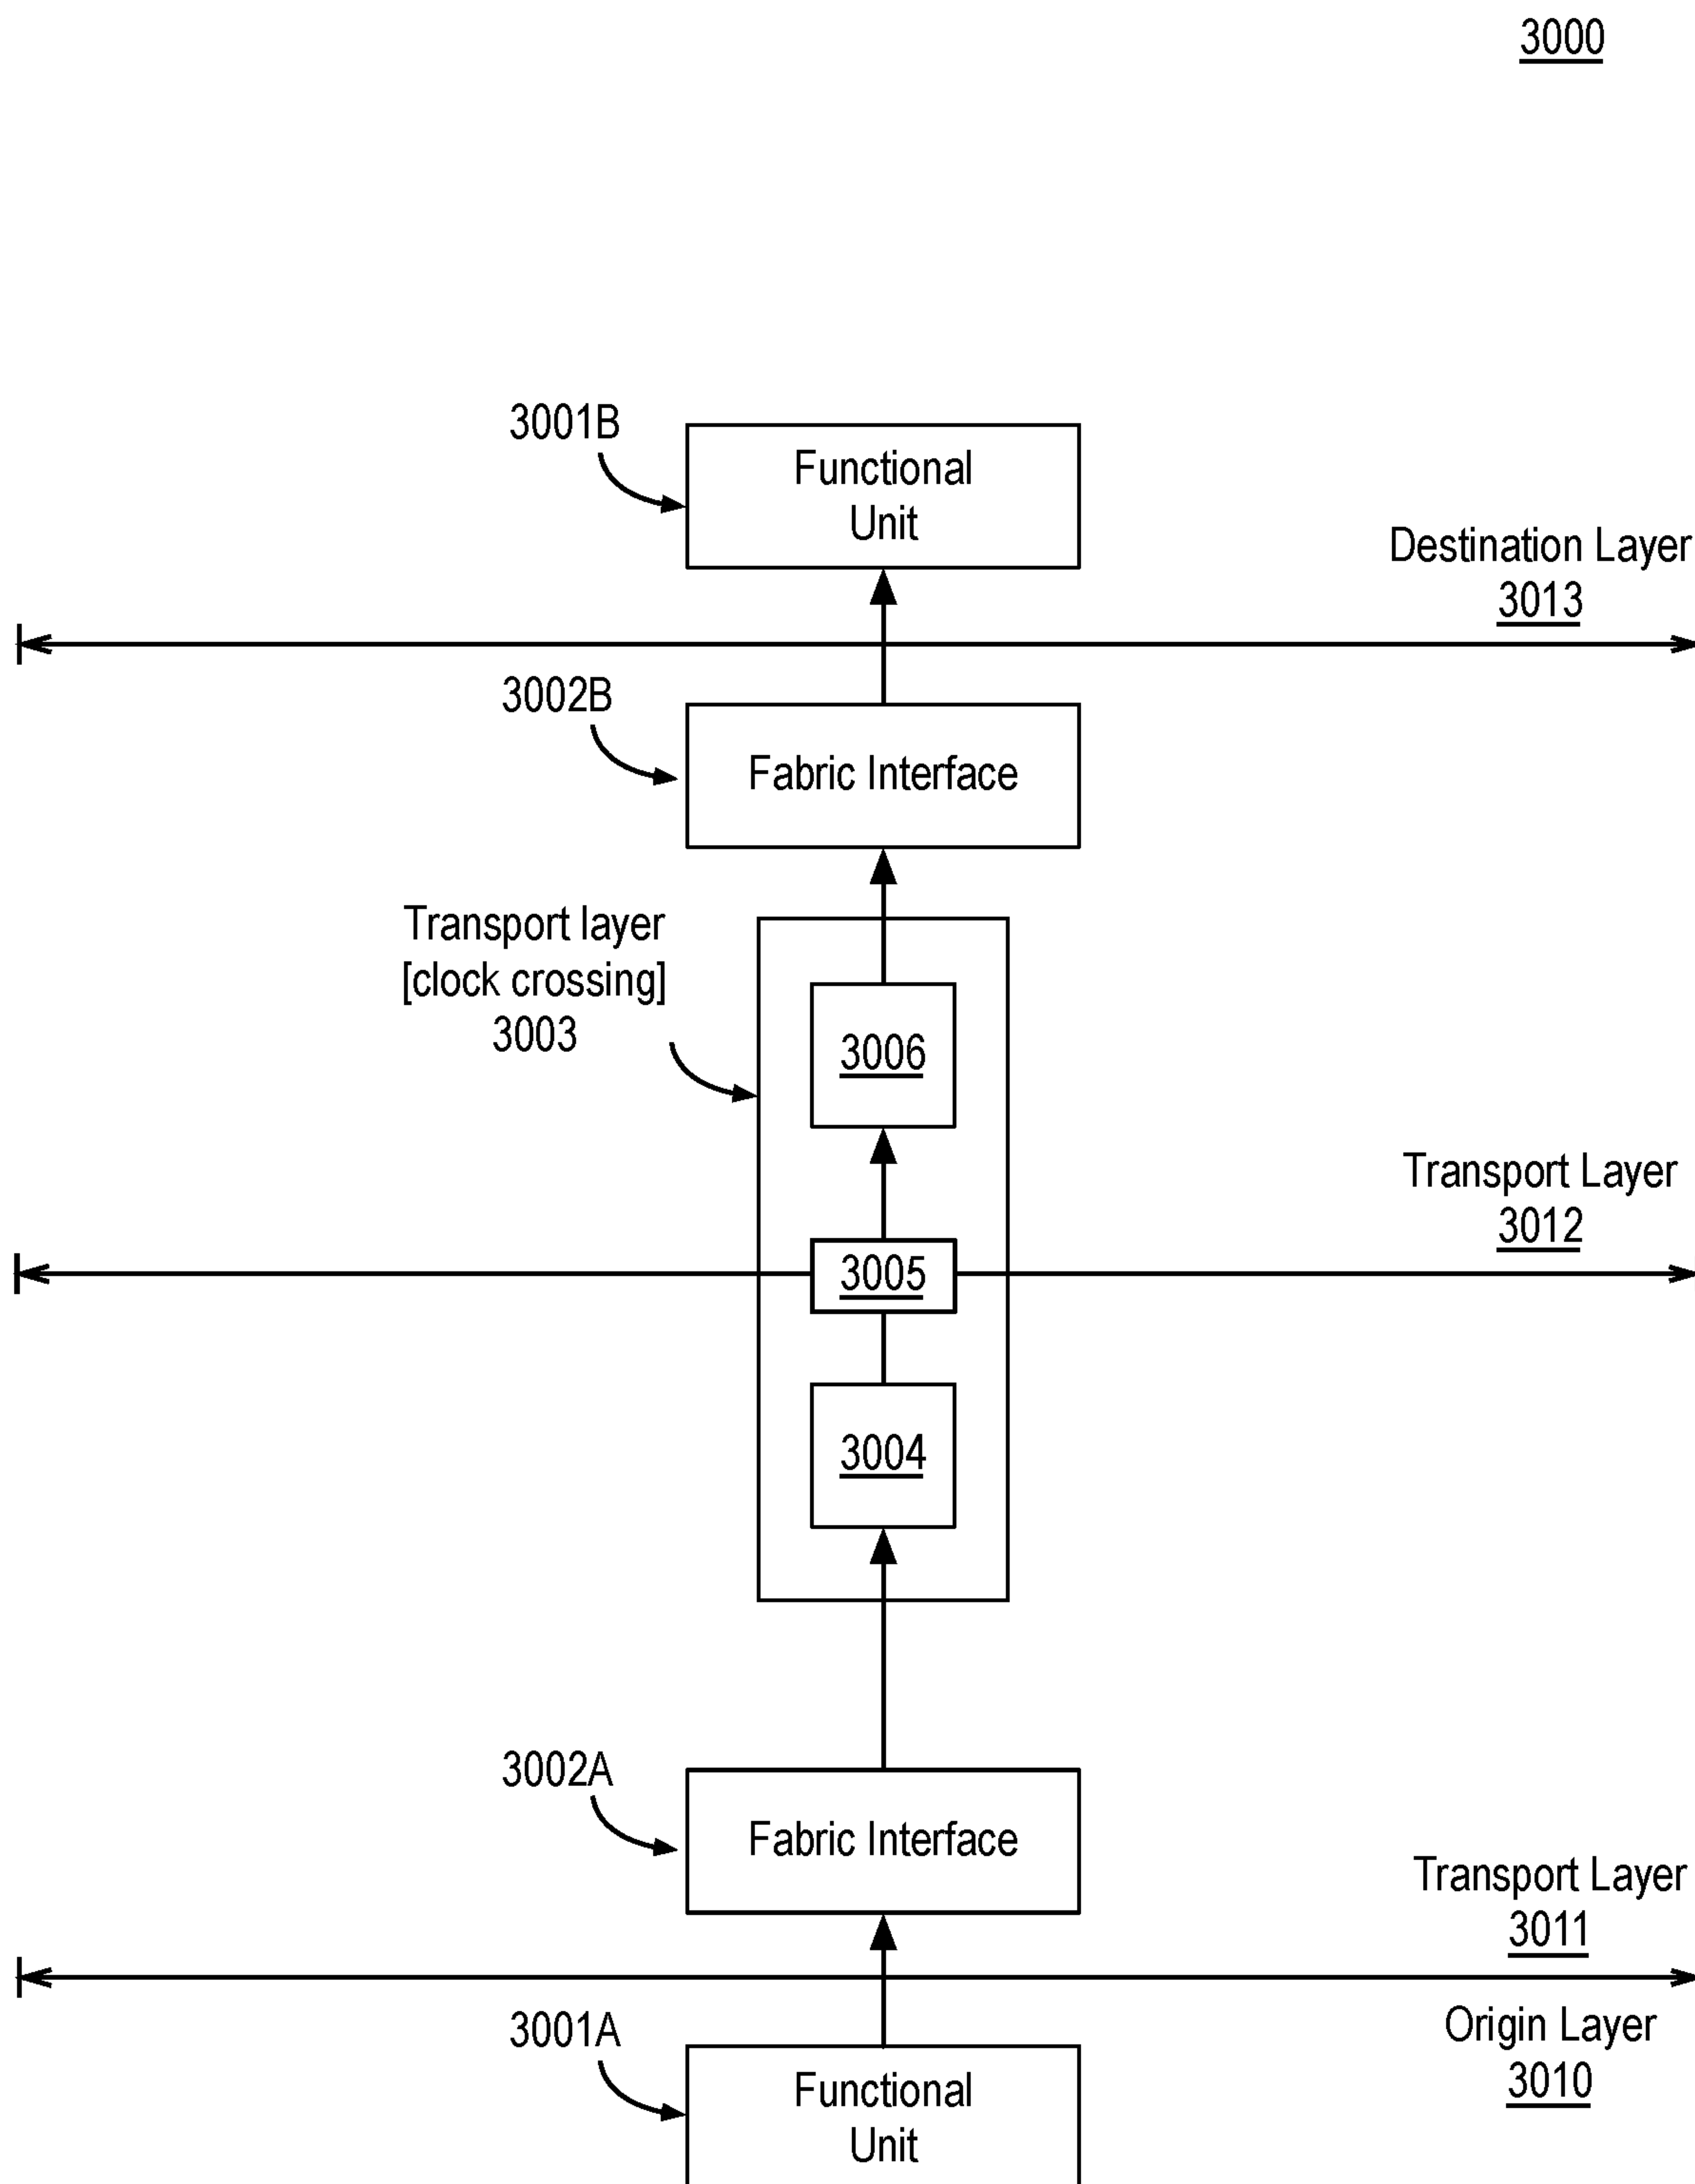 3000
3001B
Functional
Unit
Destination Layer
3013
3002B
Fabric Interface
Transport layer
[clock crossing]
3003
3006
Transport Layer
3012
3005
3004
3002A
Fabric Interface
Transport Layer
3011
Origin Layer
3010
3001A
Functional
Unit